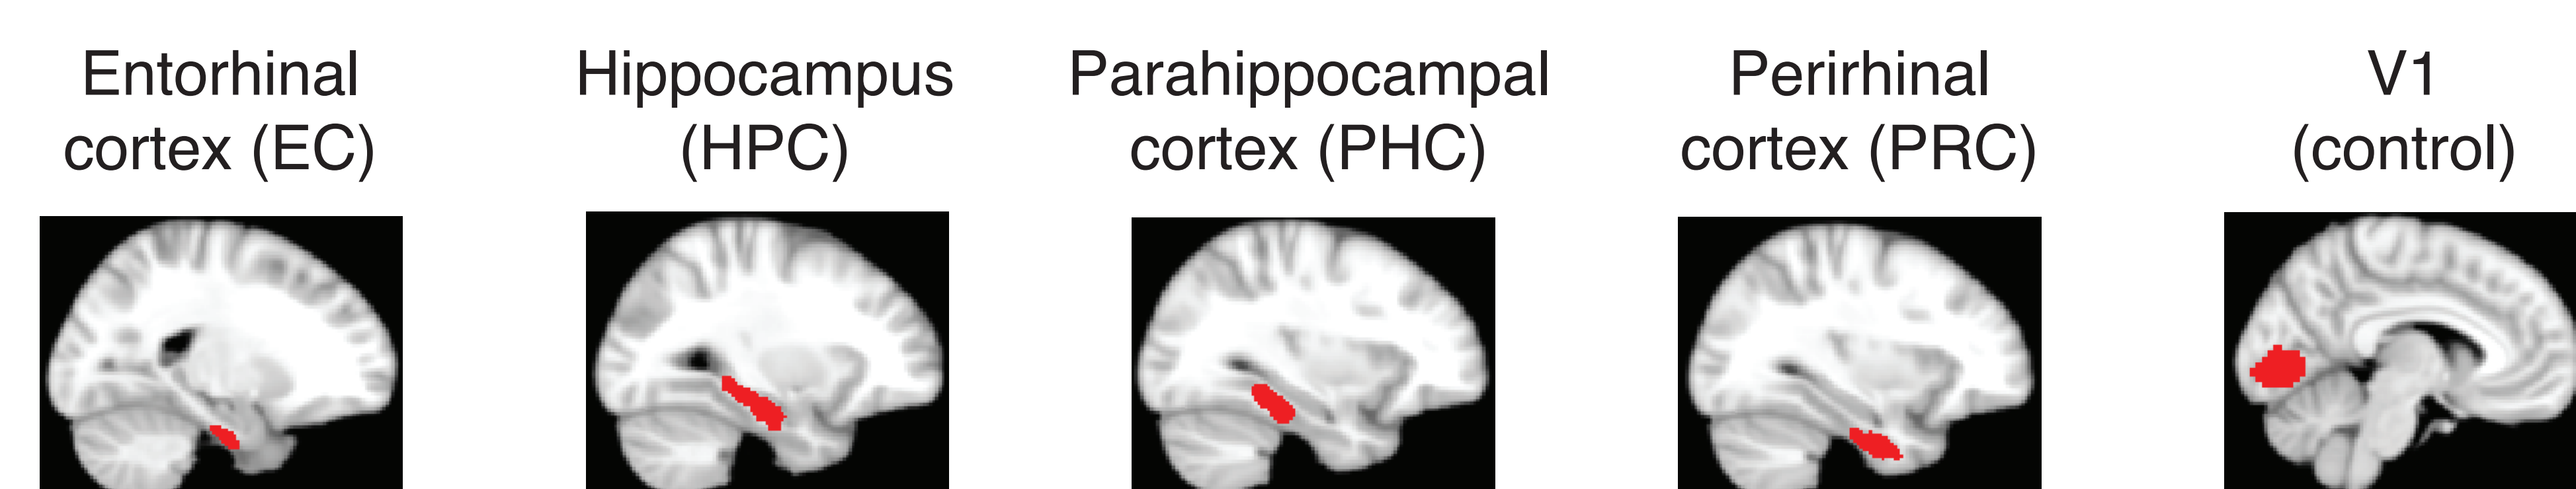 Entorhinal
cortex (EC)
Hippocampus
(HPC)
Parahippocampal
cortex (PHC)
Perirhinal
cortex (PRC)
V1
(control)